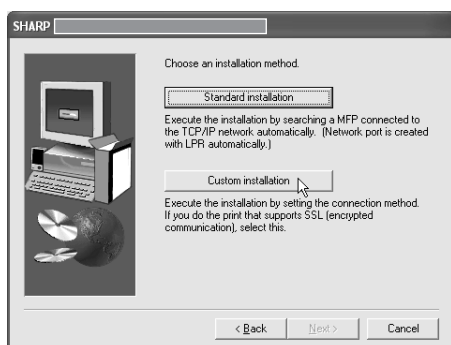 SHARP
Choose an installation method.
Standard installation
Execute the installation by searching a MFP connected to
the TCP/IP network automatically. (Network port is created
with LPR automatically.)
Custom installation
Execute the installation by setting the connection method.
If you do the print that supports SSL (encrypted
communication), select this.
< Back
Next >
Cancel